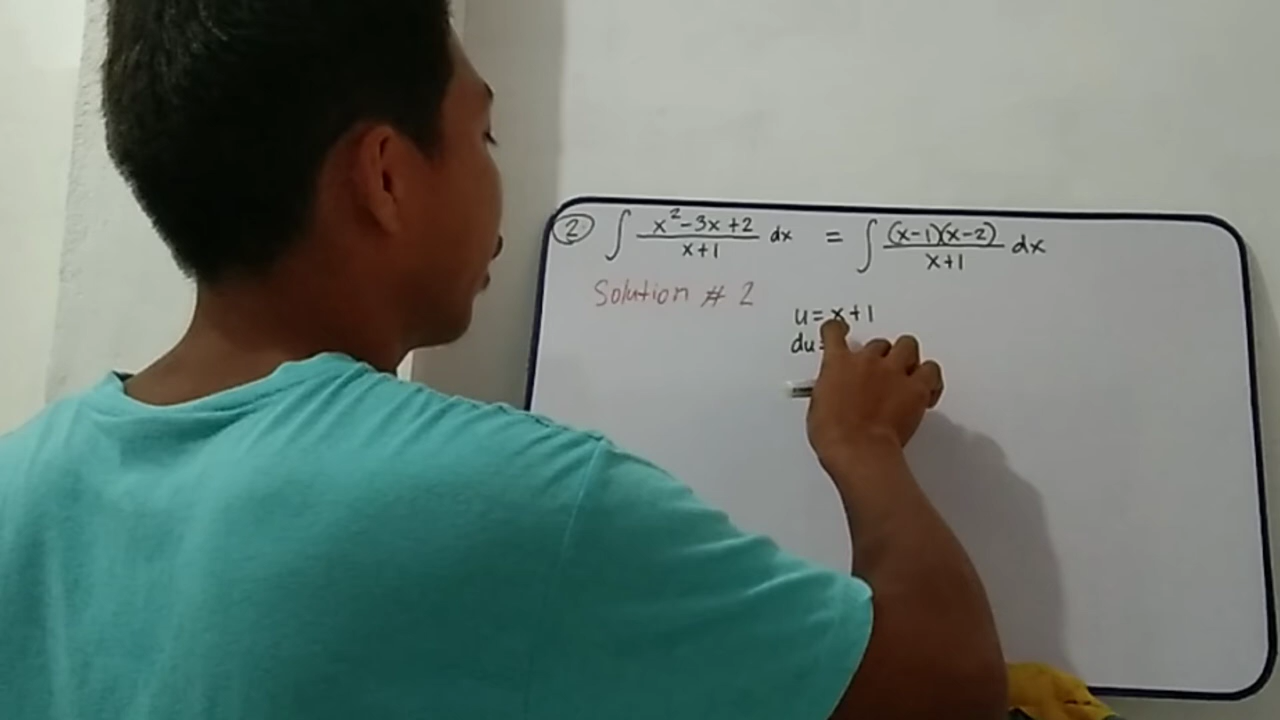 ② ∫ x²-3x+2 / x+1 dx = ∫ (x-1)(x-2) / x+1 dx
Solution # 2
u=x+1
du=